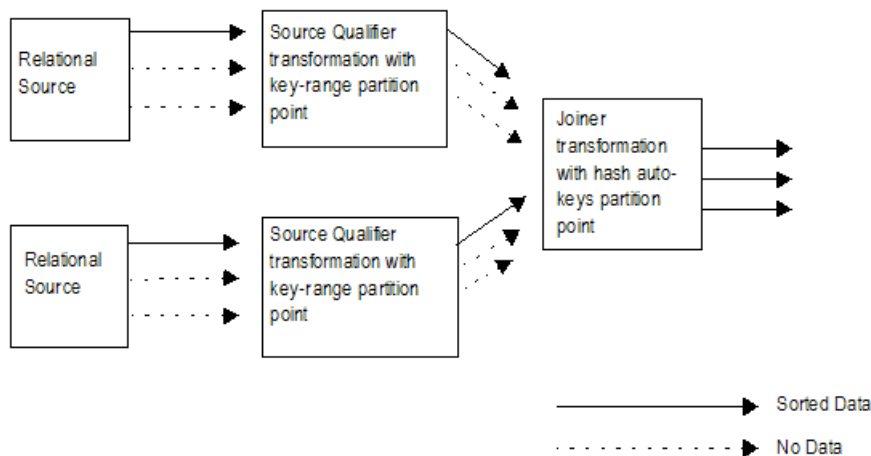 Relational
Source
Source Qualifier
transformation with
key-range partition
point
Joiner
transformation
with hash auto-
keys partition
point
Relational
Source
Source Qualifier
transformation with
key-range partition
point
Sorted Data
No Data